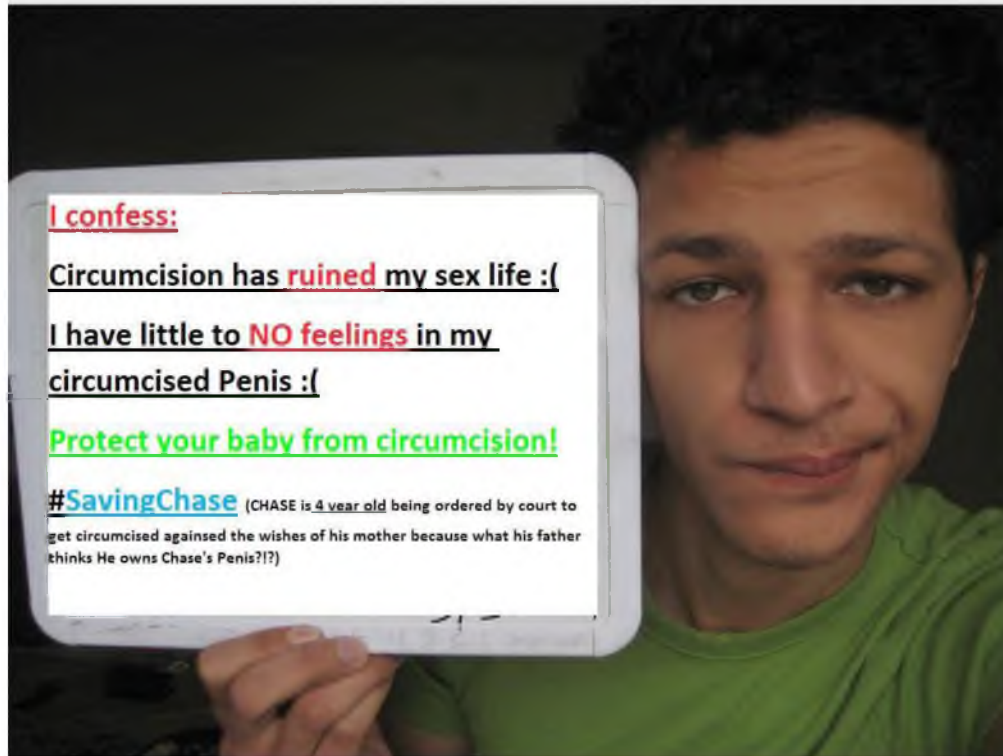 I confess:
Circumcision has ruined my sex life :(
I have little to NO feelings in my
circumcised Penis :(
Protect your baby from circumcision!
#SavingChase (CHASE is 4 year old being ordered by court to
get circumcised againsed the wishes of his mother because what his father
thinks He owns Chase's Penis?!?)